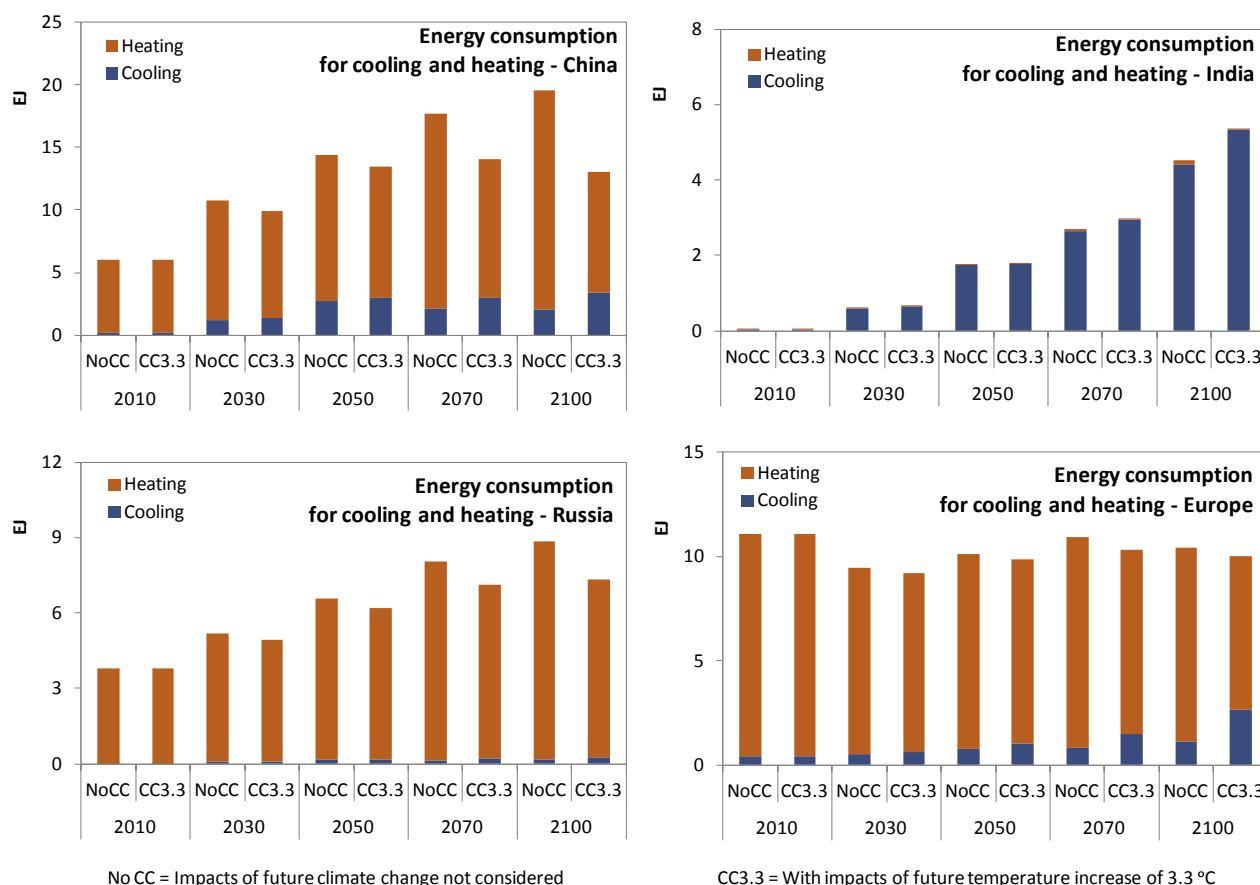 Energy consumption
for cooling and heating - China
Heating
Cooling
EJ
25
20
15
10
5
0
NoCC CC3.3 NoCC CC3.3 NoCC CC3.3 NoCC CC3.3 NoCC CC3.3
2010 2030 2050 2070 2100
Energy consumption
for cooling and heating - India
Heating
Cooling
EJ
8
6
4
2
0
NoCC CC3.3 NoCC CC3.3 NoCC CC3.3 NoCC CC3.3 NoCC CC3.3
2010 2030 2050 2070 2100
Energy consumption
for cooling and heating - Russia
Heating
Cooling
EJ
12
9
6
3
0
NoCC CC3.3 NoCC CC3.3 NoCC CC3.3 NoCC CC3.3 NoCC CC3.3
2010 2030 2050 2070 2100
Energy consumption
for cooling and heating - Europe
Heating
Cooling
EJ
15
10
5
0
NoCC CC3.3 NoCC CC3.3 NoCC CC3.3 NoCC CC3.3 NoCC CC3.3
2010 2030 2050 2070 2100
No CC = Impacts of future climate change not considered
CC3.3 = With impacts of future temperature increase of 3.3 °C